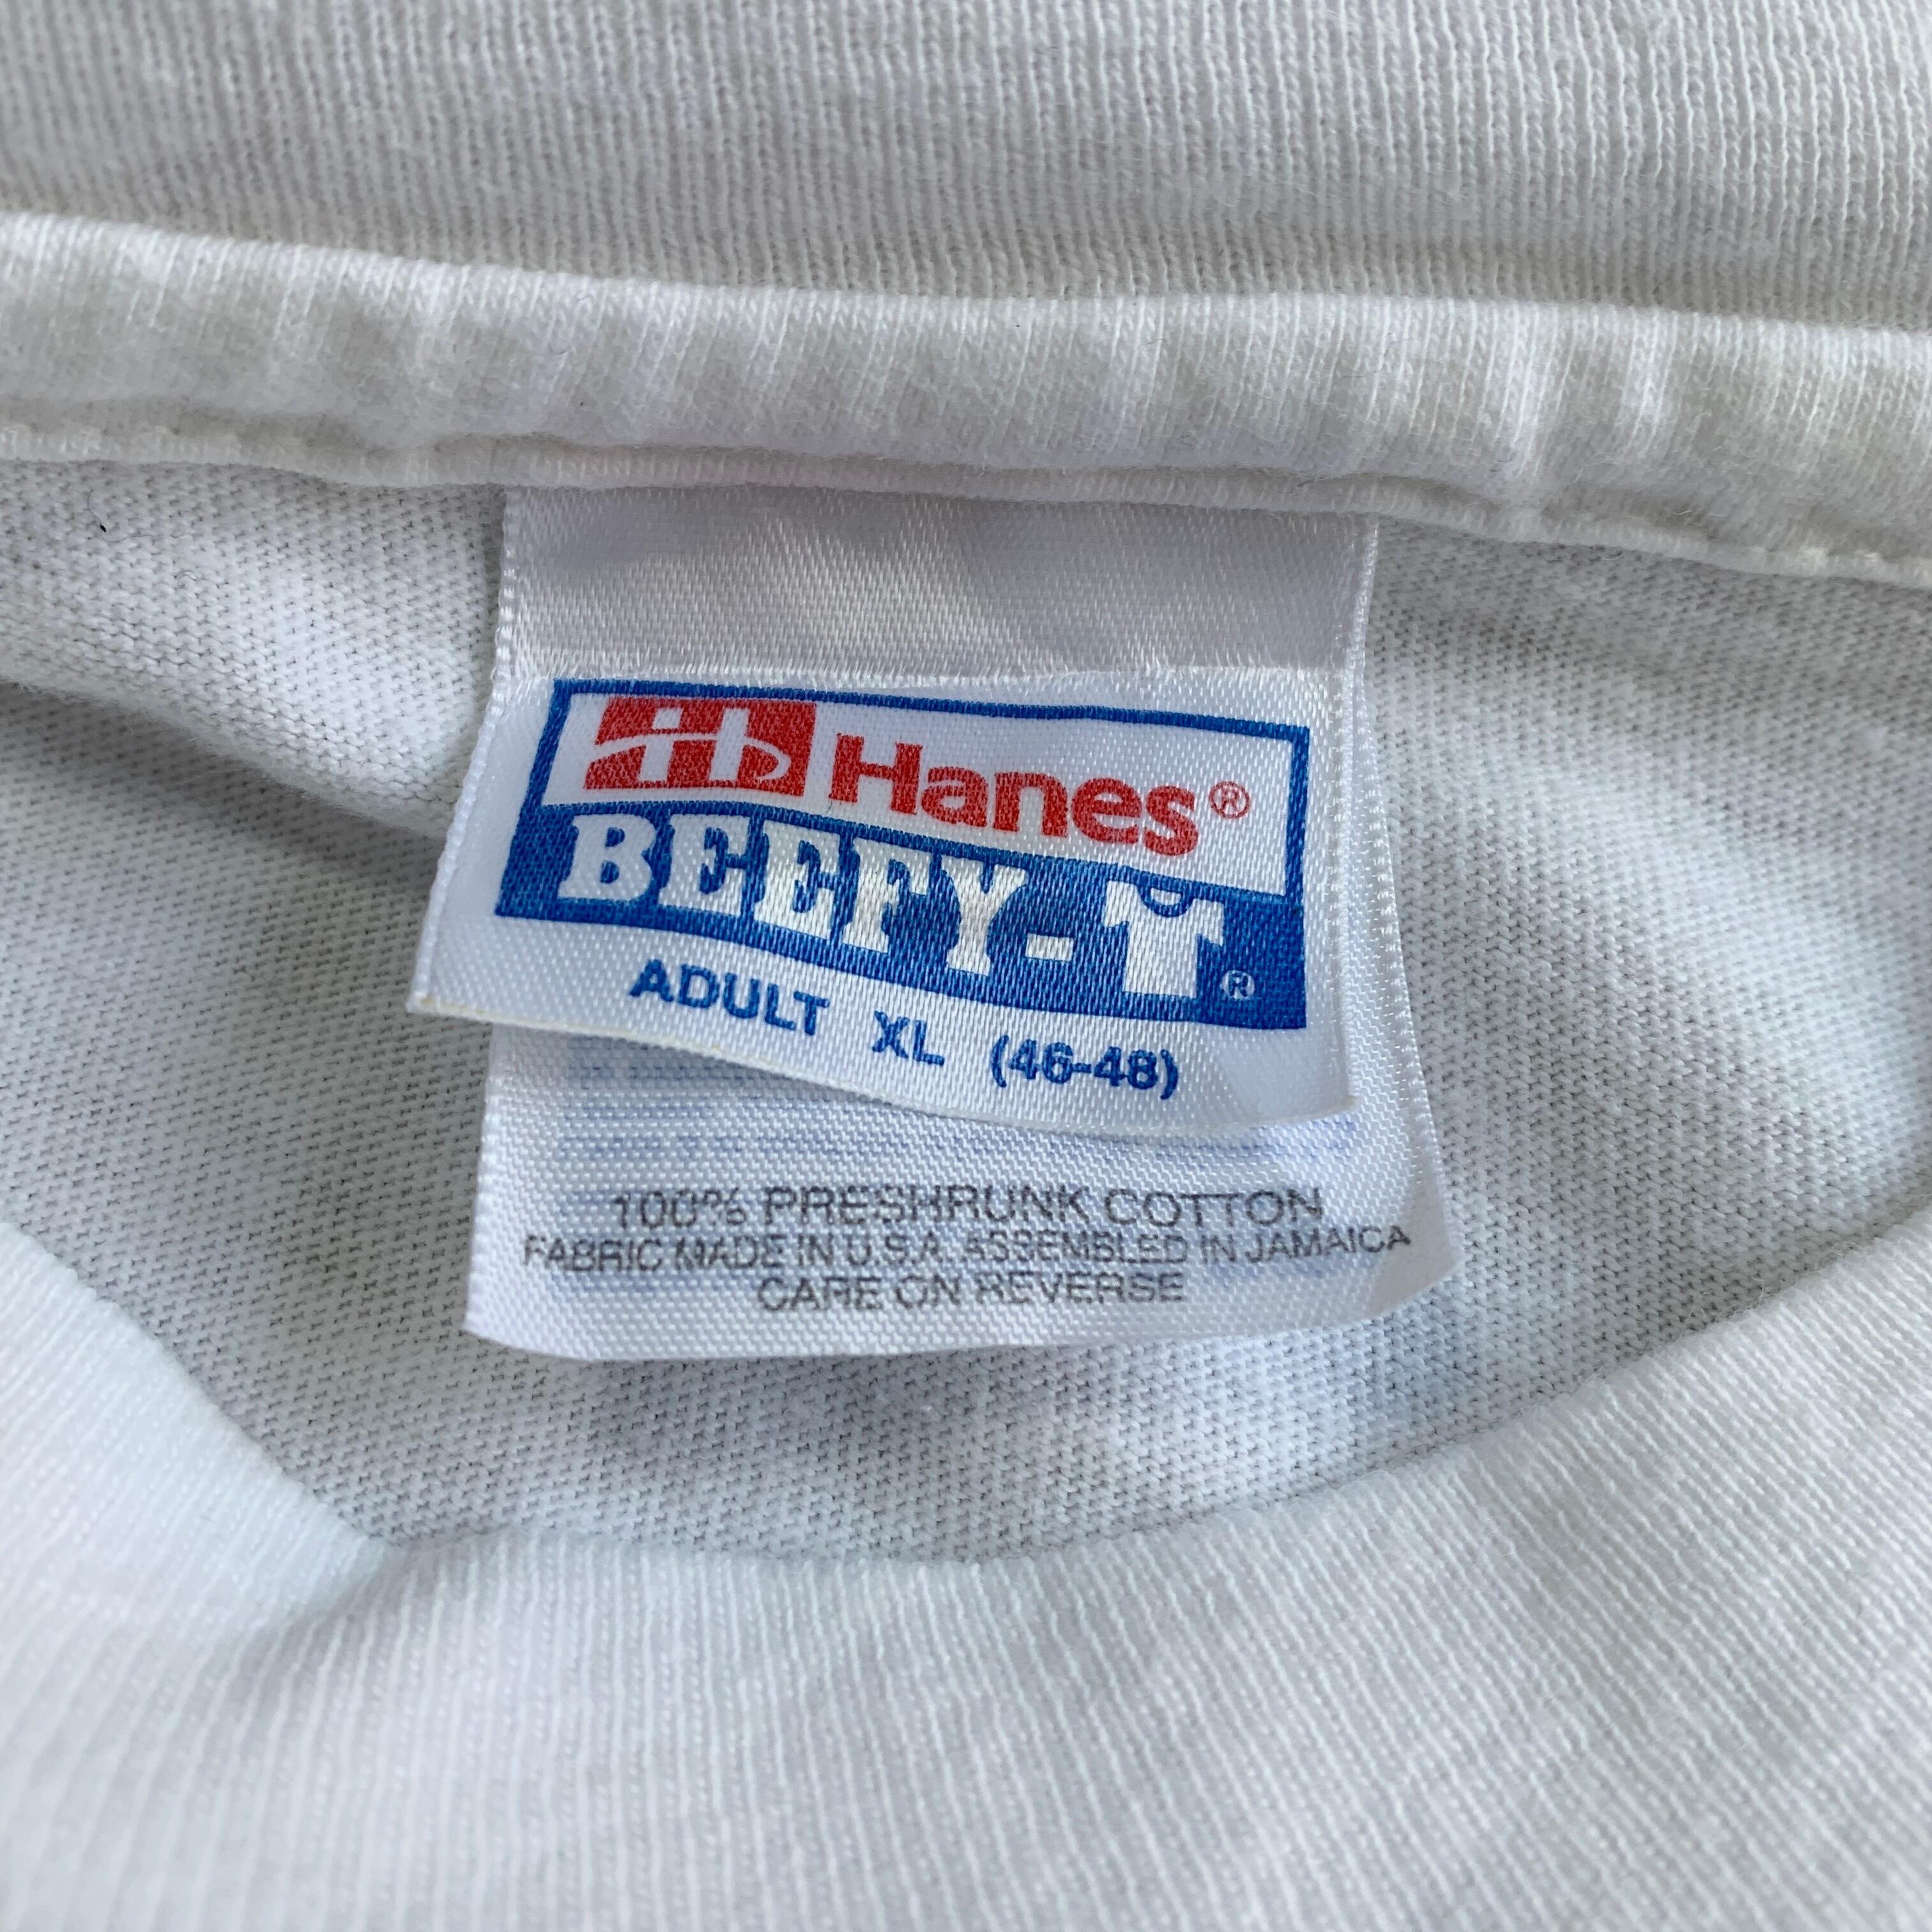 Hanes®
BEEFY-T®
ADULT XL (46-48)
100% PRESHRUNK COTTON
FABRIC MADE IN U.S.A. ASSEMBLED IN JAMAICA
CARE ON REVERSE